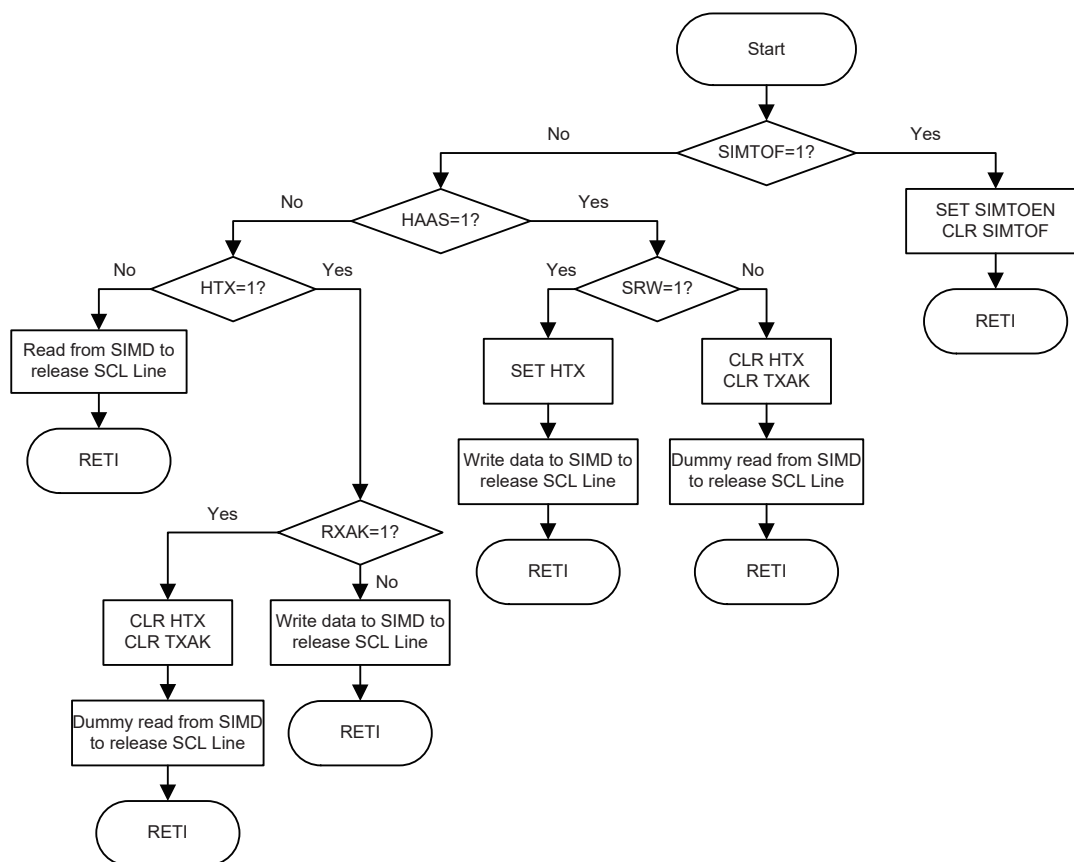 Start
No
Yes
SIMTOF=1?
No
HAAS=1?
Yes
SET SIMTOEN
CLR SIMTOF
RETI
No
HTX=1?
Yes
Yes
SRW=1?
No
Read from SIMD to
release SCL Line
RETI
SET HTX
CLR HTX
CLR TXAK
Write data to SIMD to
release SCL Line
Dummy read from SIMD
to release SCL Line
RETI
RETI
Yes
RXAK=1?
No
CLR HTX
CLR TXAK
Write data to SIMD to
release SCL Line
Dummy read from SIMD
to release SCL Line
RETI
RETI